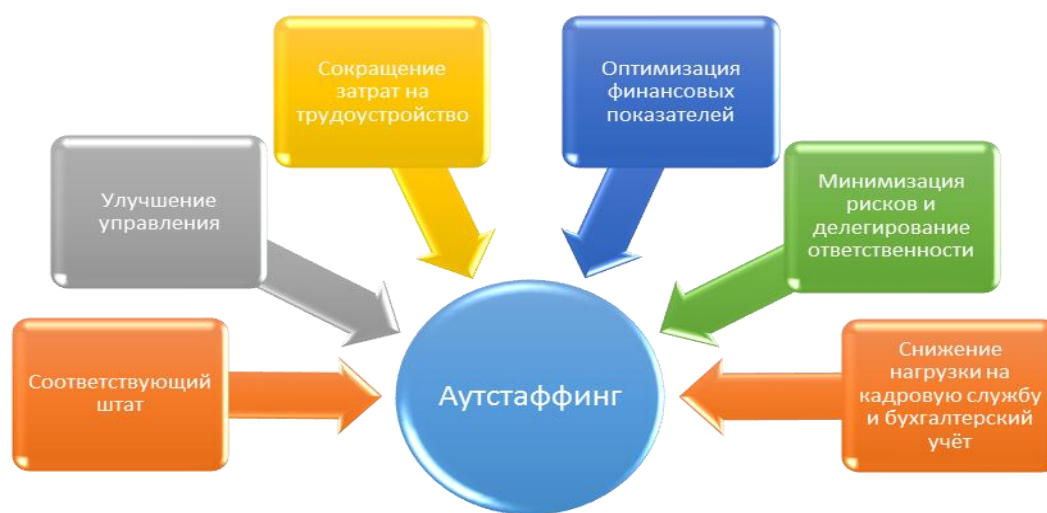 Сокращение
затрат на
трудоустройство
Оптимизация
финансовых
показателей
Улучшение
управления
Минимизация
рисков и
делегирование
ответственности
Соответствующий
штат
Аутстаффинг
Снижение
нагрузки на
кадровую службу
и бухгалтерский
учёт